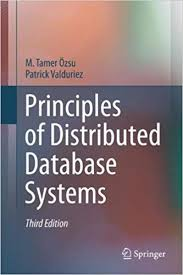 M. Tamer Özsu
Patrick Valduriez
Principles
of Distributed
Database
Systems
Third Edition
Springer